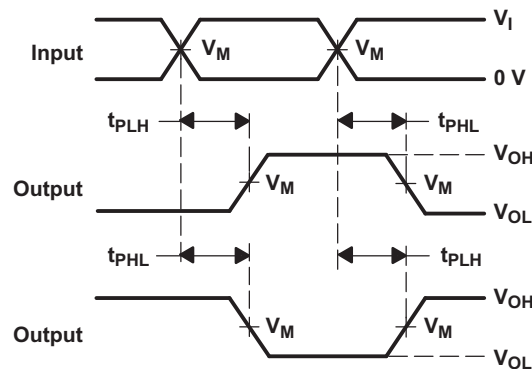 V_I
Input
V_M
V_M
0 V
t_PLH
t_PHL
V_OH
Output
V_M
V_M
V_OL
t_PHL
t_PLH
V_OH
Output
V_M
V_M
V_OL